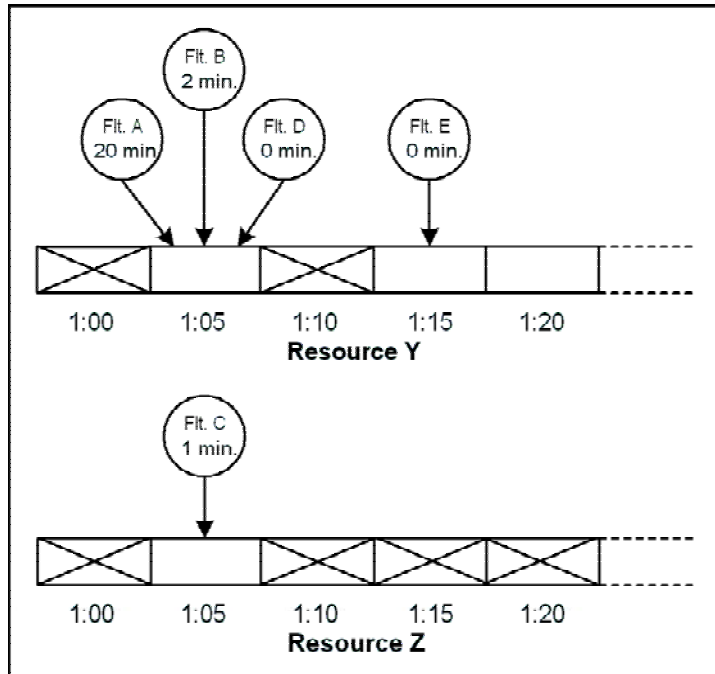 Flt. B
2 min.
Flt. A
20 min.
Flt. D
0 min.
Flt. E
0 min.
1:00 1:05 1:10 1:15 1:20
Resource Y
Flt. C
1 min.
1:00 1:05 1:10 1:15 1:20
Resource Z